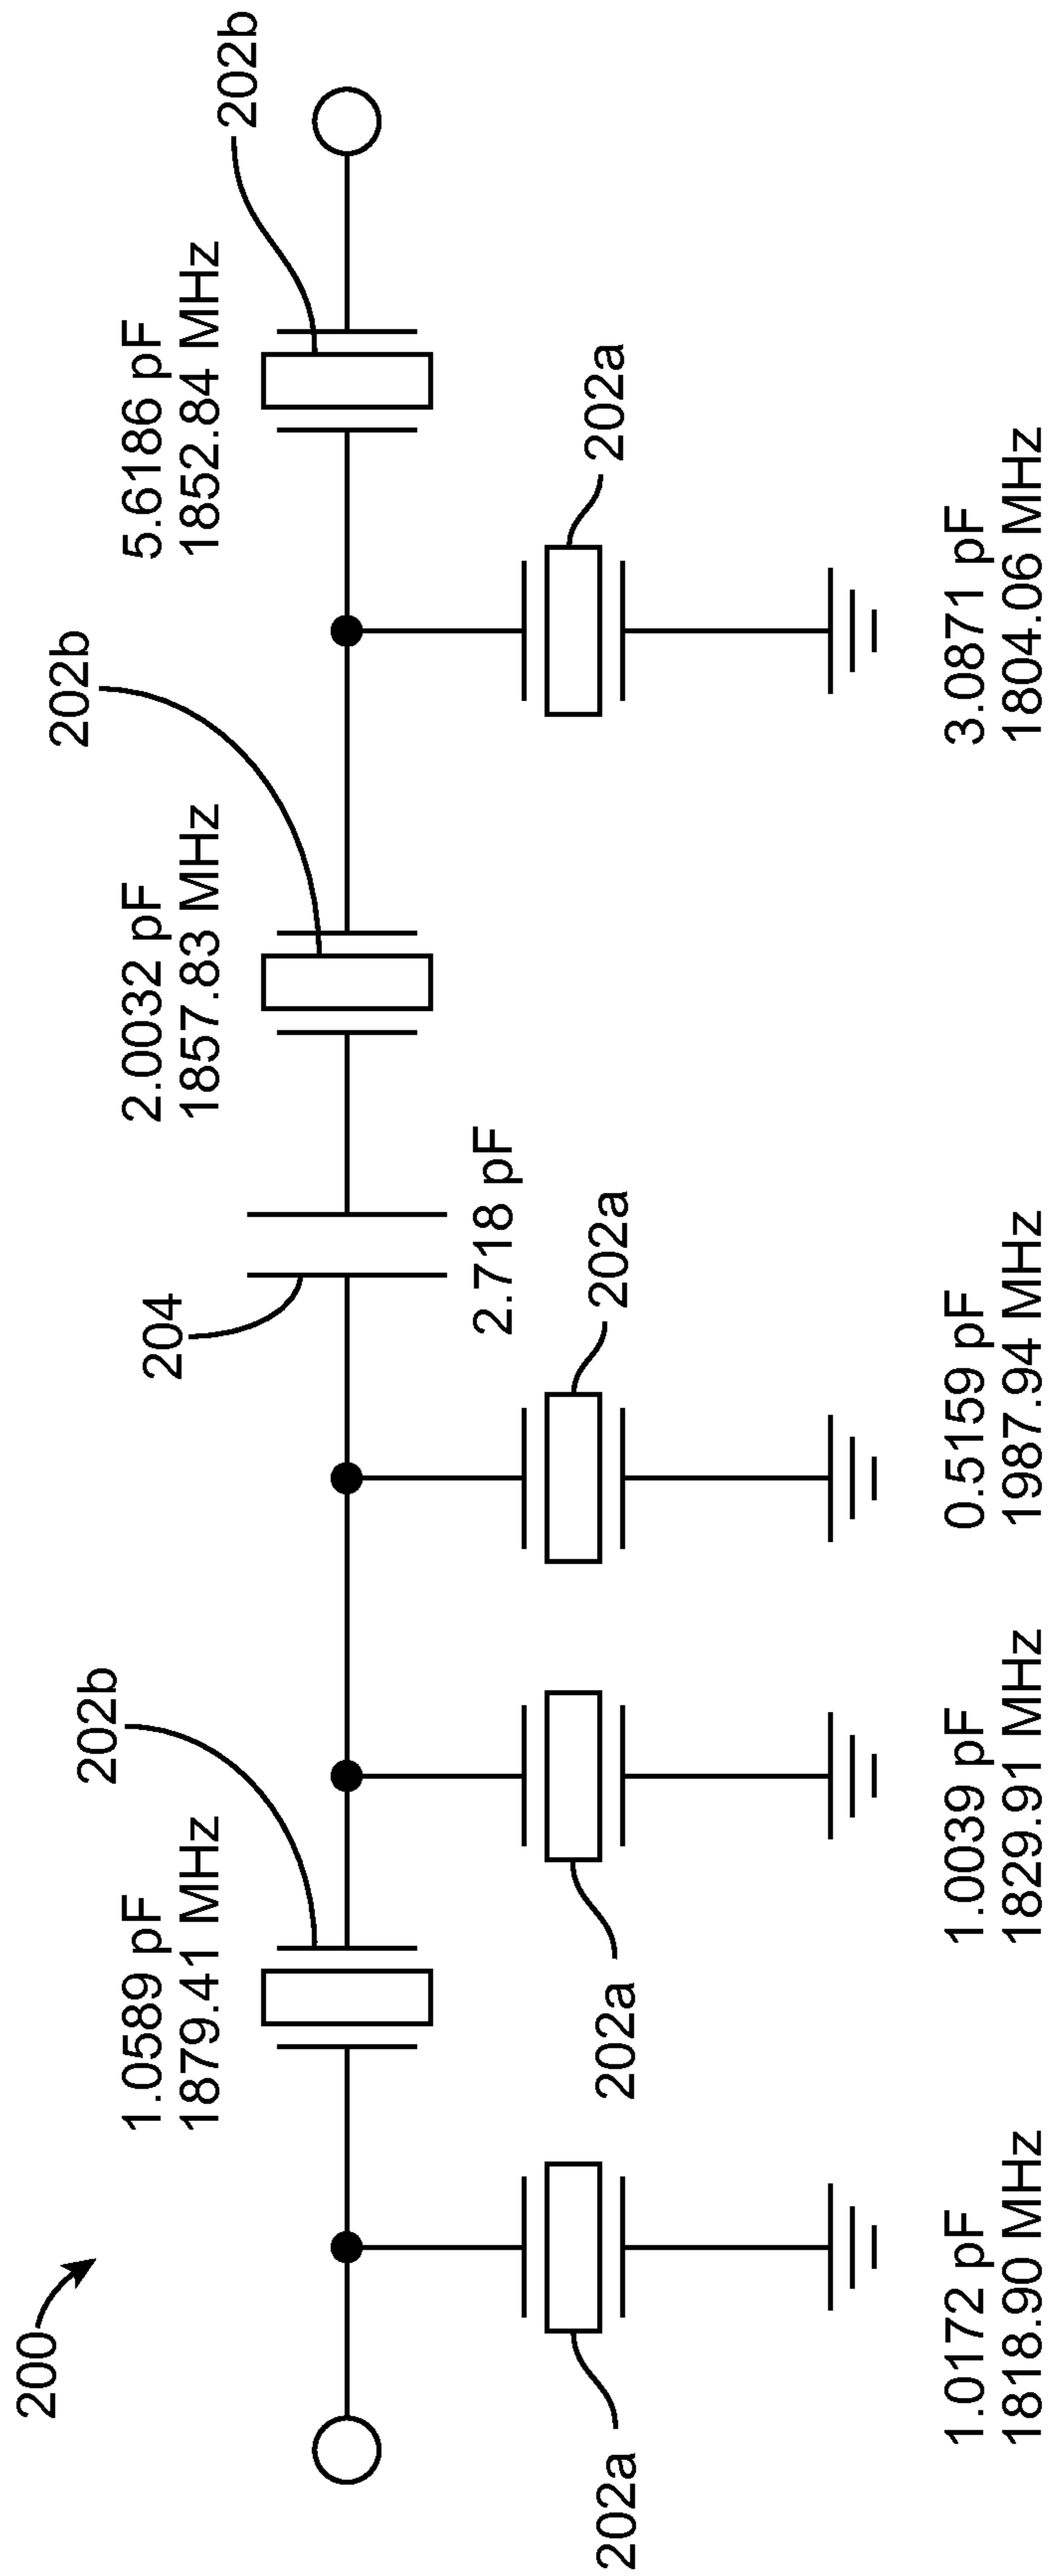 200
1.0589 pF
1879.41 MHz
202b
204
2.718 pF
2.0032 pF
1857.83 MHz
202b
5.6186 pF
1852.84 MHz
202b
202a
202a
202a
202a
1.0172 pF
1818.90 MHz
1.0039 pF
1829.91 MHz
0.5159 pF
1987.94 MHz
3.0871 pF
1804.06 MHz